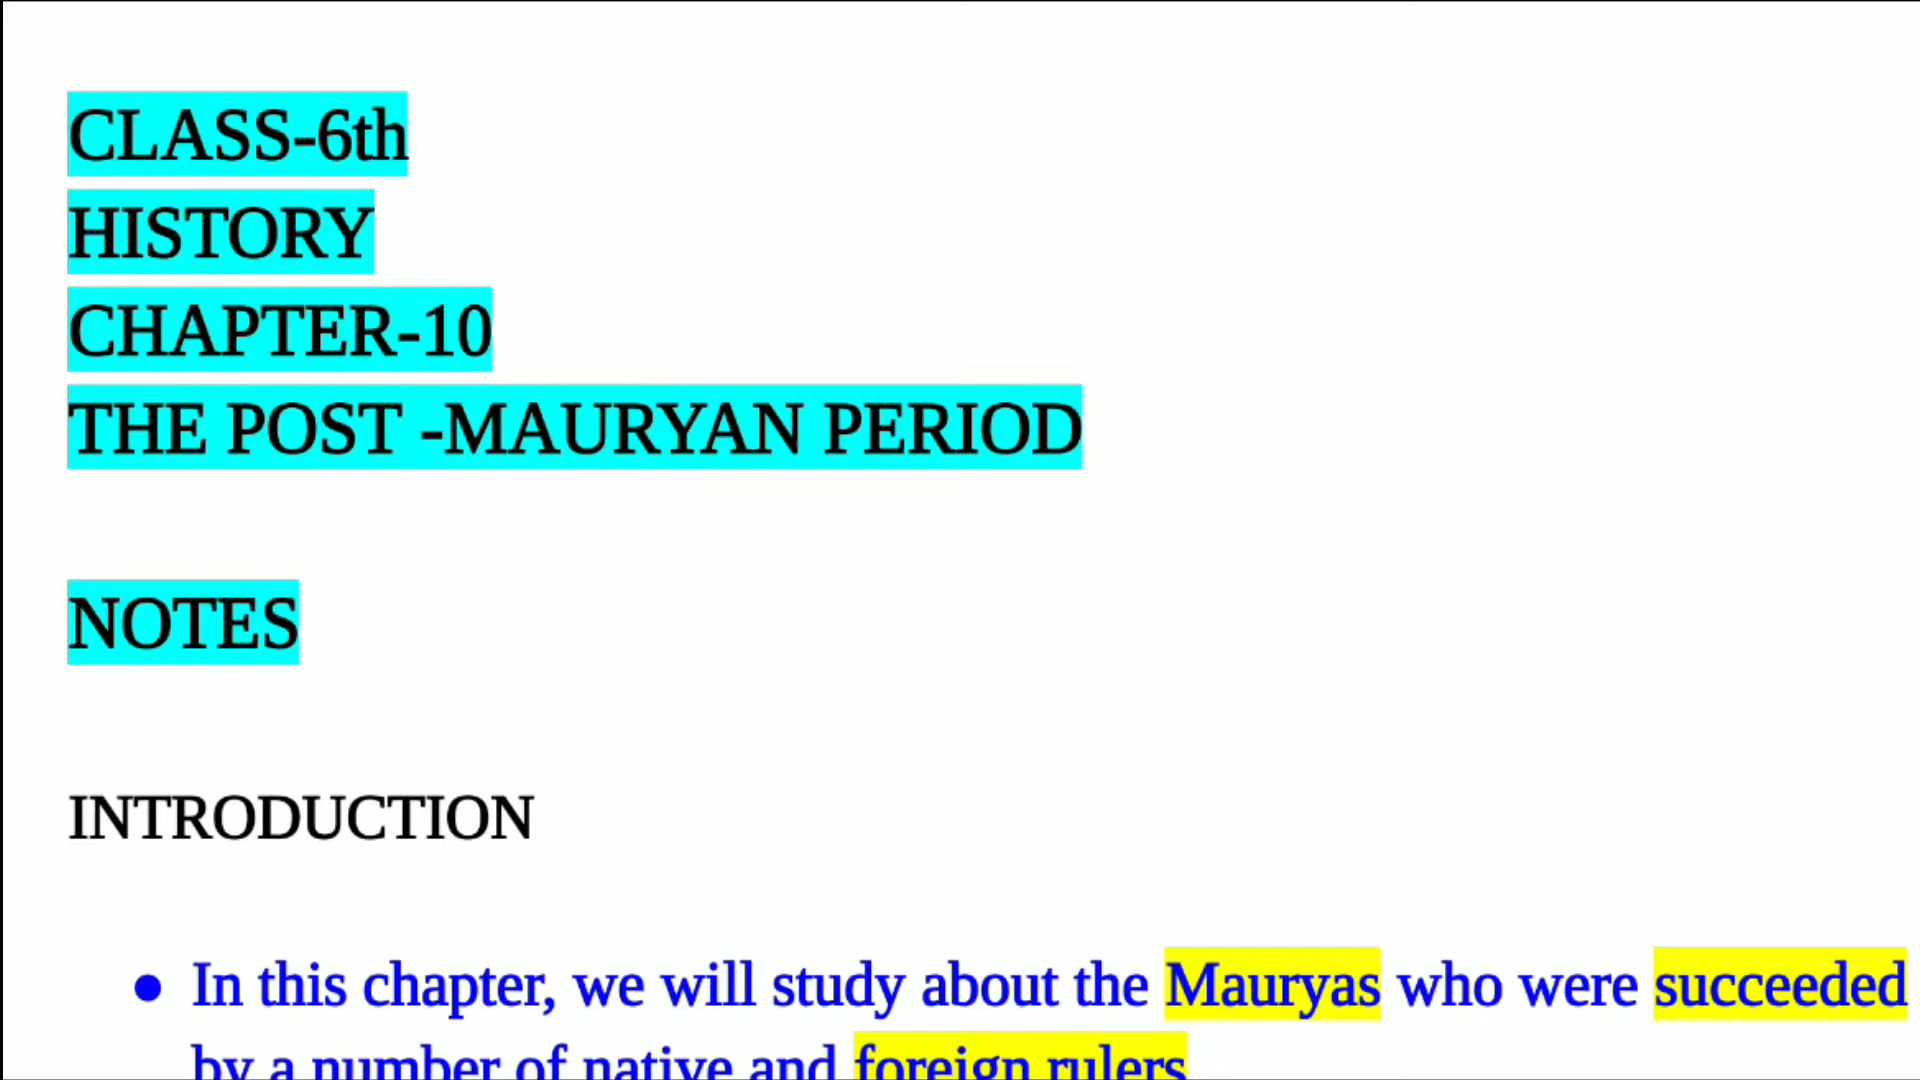 CLASS-6th
HISTORY
CHAPTER-10
THE POST -MAURYAN PERIOD
NOTES
INTRODUCTION
● In this chapter, we will study about the Mauryas who were succeeded
by a number of native and foreign rulers